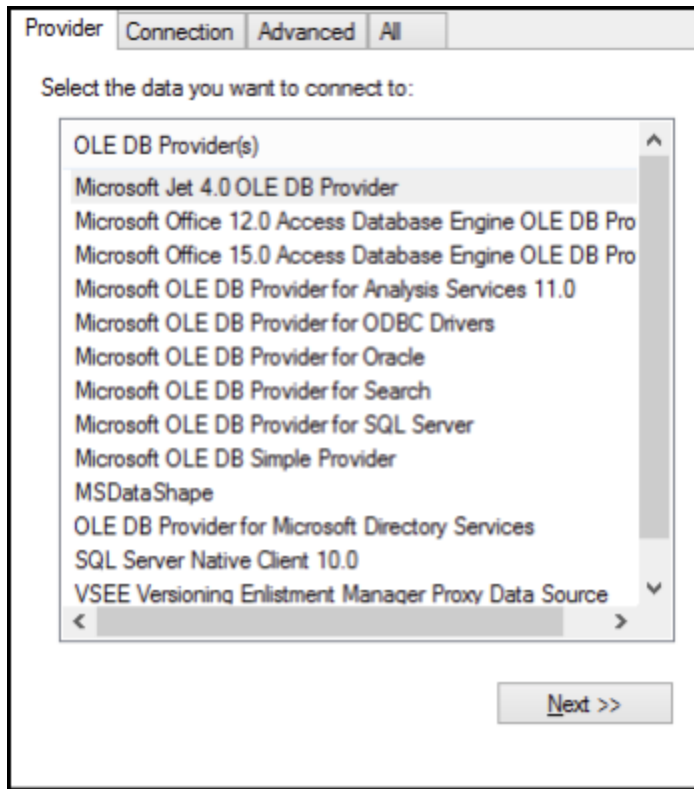 Provider Connection Advanced All
Select the data you want to connect to:
OLE DB Provider(s)
Microsoft Jet 4.0 OLE DB Provider
Microsoft Office 12.0 Access Database Engine OLE DB Pro
Microsoft Office 15.0 Access Database Engine OLE DB Pro
Microsoft OLE DB Provider for Analysis Services 11.0
Microsoft OLE DB Provider for ODBC Drivers
Microsoft OLE DB Provider for Oracle
Microsoft OLE DB Provider for Search
Microsoft OLE DB Provider for SQL Server
Microsoft OLE DB Simple Provider
MSDataShape
OLE DB Provider for Microsoft Directory Services
SQL Server Native Client 10.0
VSEE Versioning Enlistment Manager Proxy Data Source
Next >>